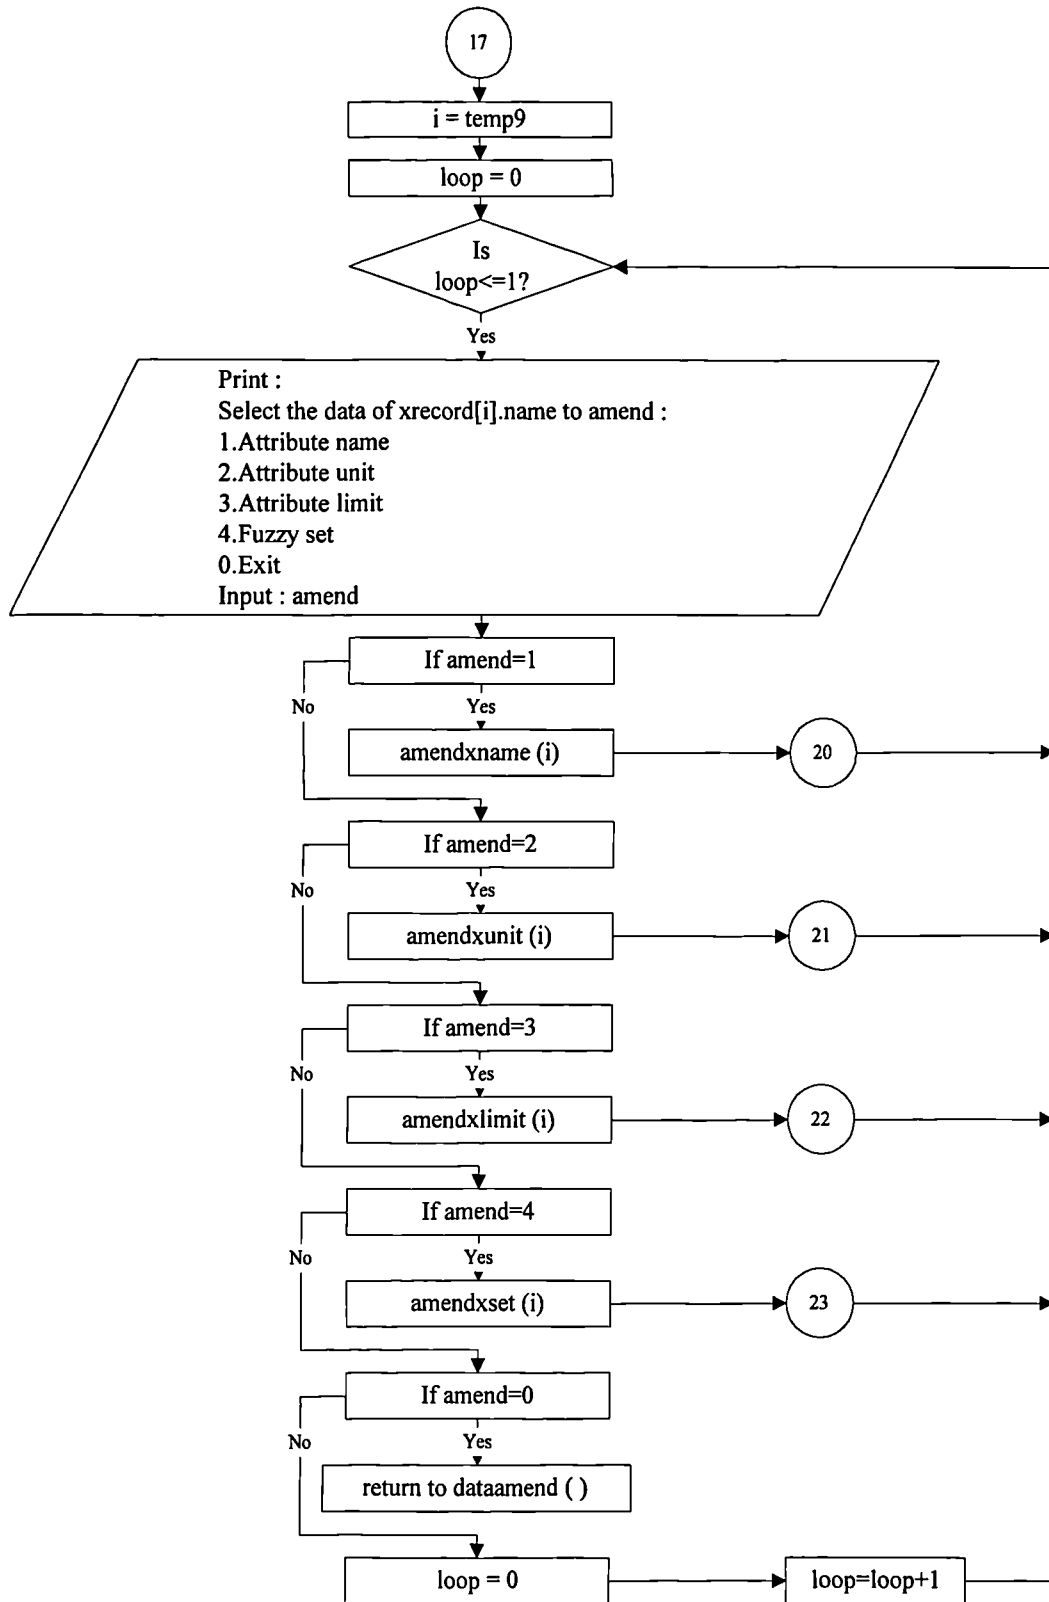 17
i = temp9
loop = 0
Is
loop<=1?
Yes
Print :
Select the data of xrecord[i].name to amend :
1.Attribute name
2.Attribute unit
3.Attribute limit
4.Fuzzy set
0.Exit
Input : amend
If amend=1
No
Yes
amendxname (i)
20
If amend=2
No
Yes
amendxunit (i)
21
If amend=3
No
Yes
amendxlimit (i)
22
If amend=4
No
Yes
amendxset (i)
23
If amend=0
No
Yes
return to dataamend ( )
loop = 0
loop=loop+1